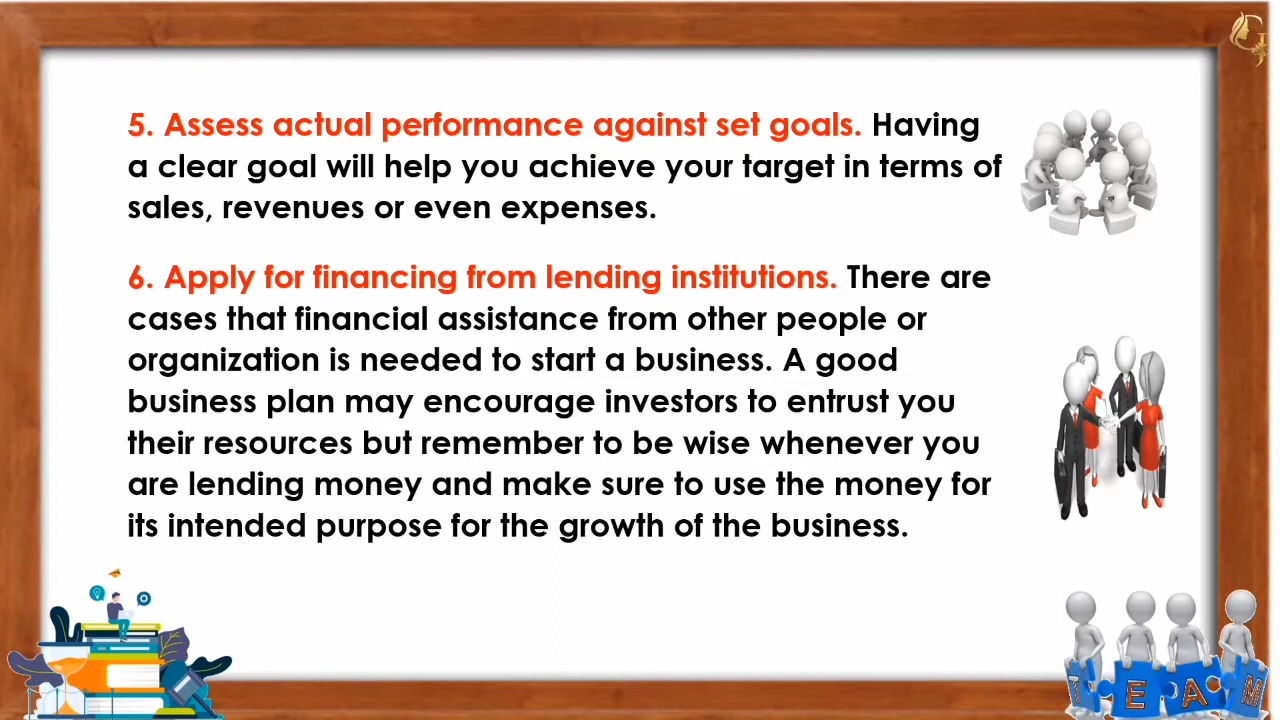 5. Assess actual performance against set goals. Having
a clear goal will help you achieve your target in terms of
sales, revenues or even expenses.
6. Apply for financing from lending institutions. There are
cases that financial assistance from other people or
organization is needed to start a business. A good
business plan may encourage investors to entrust you
their resources but remember to be wise whenever you
are lending money and make sure to use the money for
its intended purpose for the growth of the business.
TEAM